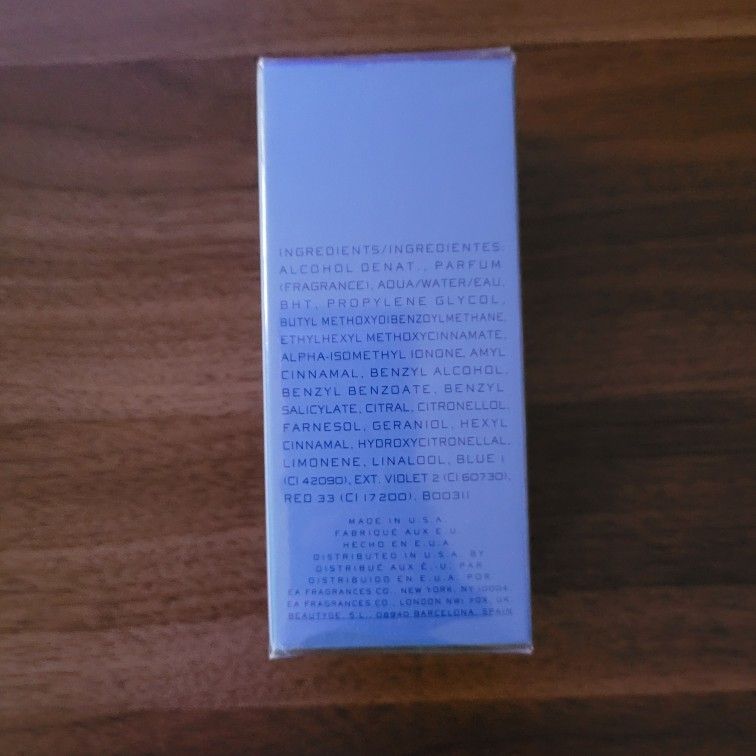 INGREDIENTS/INGREDIENTES:
ALCOHOL DENAT., PARFUM
(FRAGRANCE), AQUA/WATER/EAU,
BHT, PROPYLENE GLYCOL,
BUTYL METHOXYDIBENZOYLMETHANE,
ETHYLHEXYL METHOXYCINNAMATE,
ALPHA-ISOMETHYL IONONE, AMYL
CINNAMAL, BENZYL ALCOHOL,
BENZYL BENZOATE, BENZYL
SALICYLATE, CITRAL, CITRONELLOL,
FARNESOL, GERANIOL, HEXYL
CINNAMAL, HYDROXYCITRONELLAL,
LIMONENE, LINALOOL, BLUE 1
(CI 42090), EXT. VIOLET 2 (CI 60730),
RED 33 (CI 17200), B00311
MADE IN U.S.A.
FABRIQUÉ AUX É.U.
HECHO EN E.U.A.
DISTRIBUTED IN U.S.A. BY
DISTRIBUÉ AUX É.-U. PAR
DISTRIBUIDO EN E.U.A. POR
EA FRAGRANCES CO., NEW YORK, NY 10004.
EA FRAGRANCES CO., LONDON NW1 7QX, UK.
BEAUTYGE, S.L., 08940 BARCELONA, SPAIN